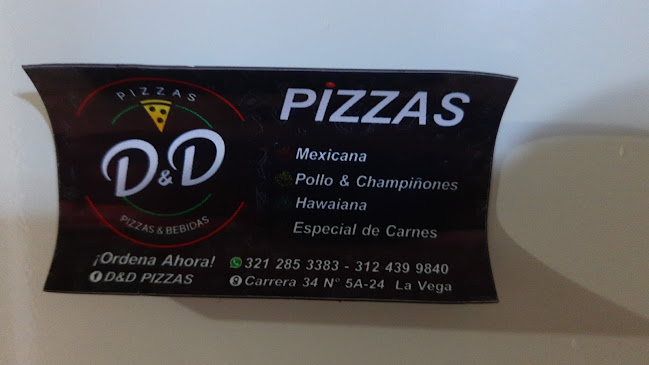 PIZZAS
D&D
PIZZAS & BEBIDAS
PIZZAS
Mexicana
Pollo & Champiñones
Hawaiana
Especial de Carnes
¡Ordena Ahora! 321 285 3383 - 312 439 9840
D&D PIZZAS Carrera 34 N° 5A-24 La Vega